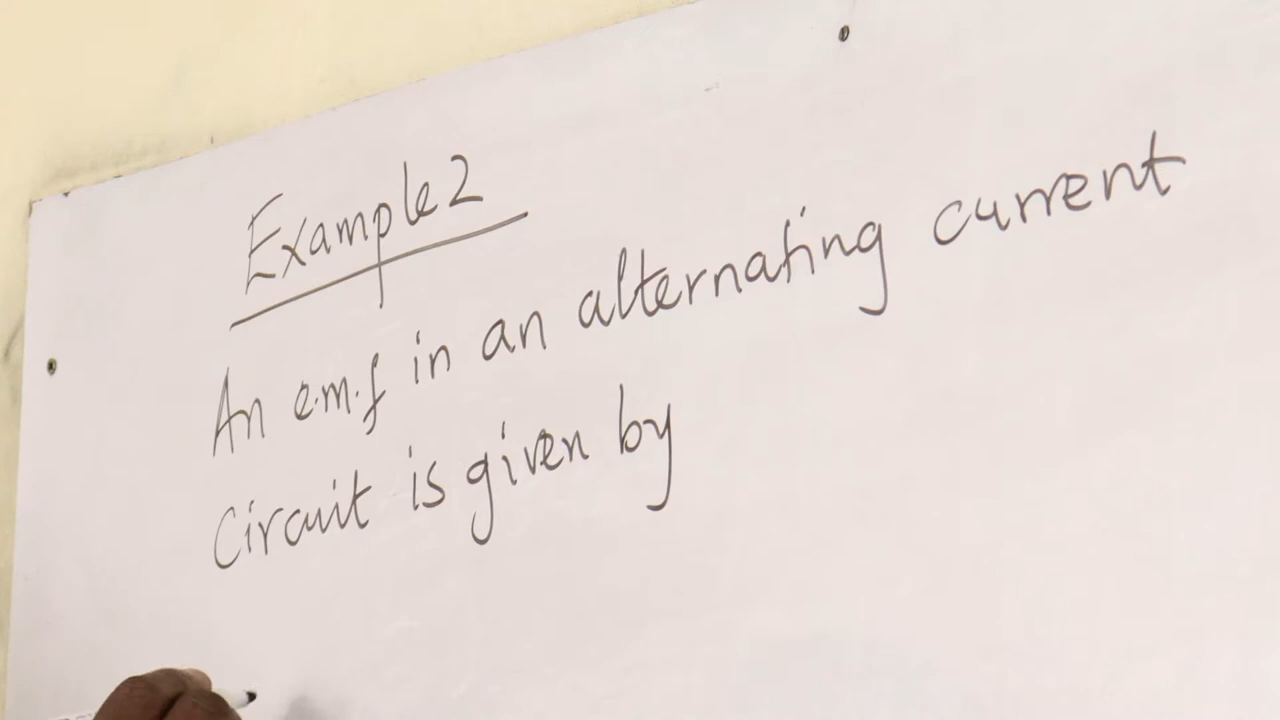 Example 2
An e.m.f in an alternating current
Circuit is given by